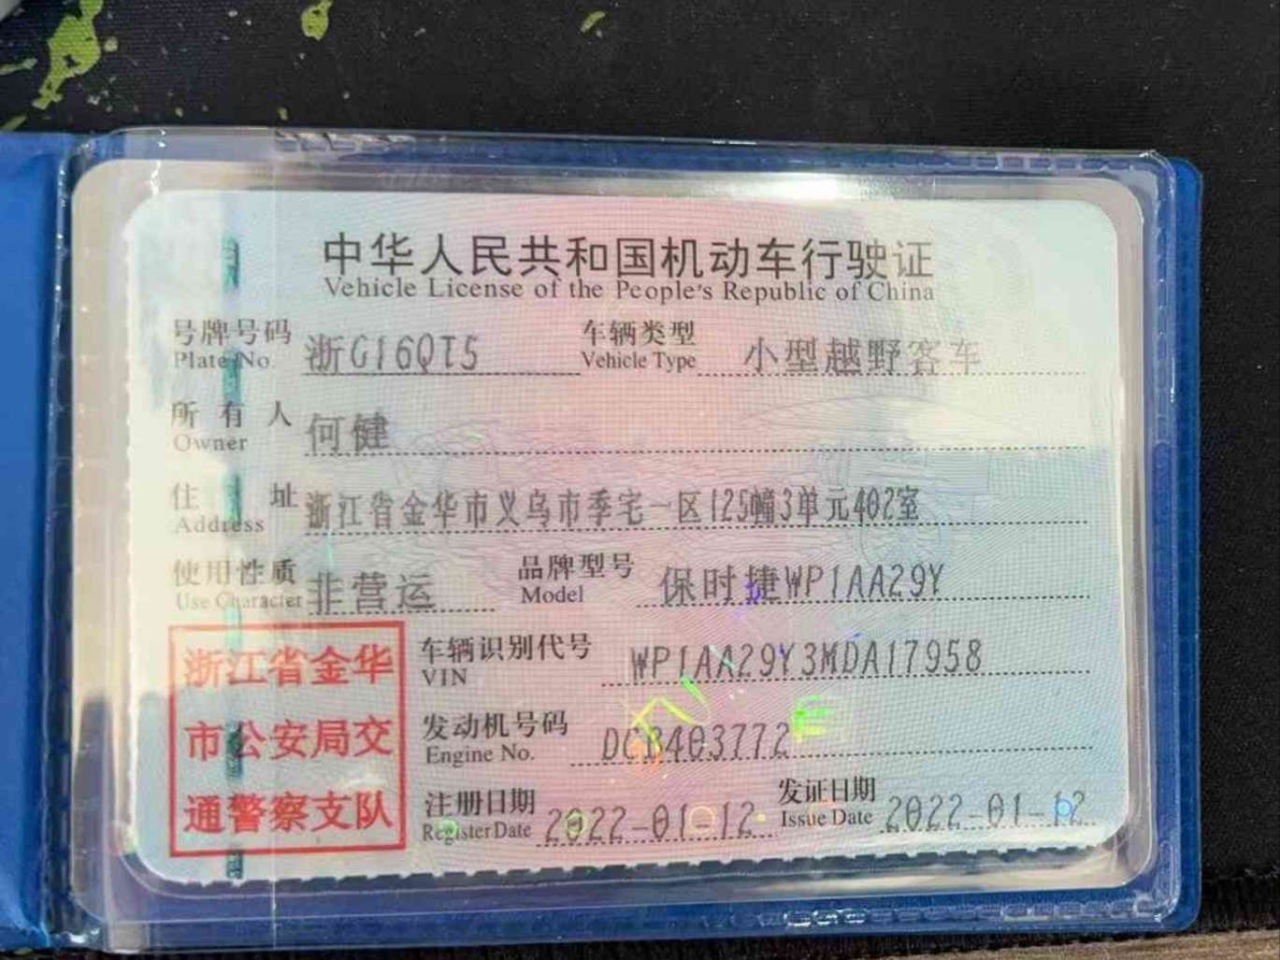 中华人民共和国机动车行驶证
Vehicle License of the People's Republic of China
号牌号码 浙G16QT5 车辆类型 小型越野客车
Plate No. Vehicle Type
所有人 何健
Owner
住址 浙江省金华市义乌市季宅一区125幢3单元402室
Address
使用性质 非营运 品牌型号 保时捷WP1AA29Y
Use Character Model
浙江省金华
市公安局交
通警察支队
车辆识别代号 WP1AA29Y3MDA17958
VIN
发动机号码 DCB403772
Engine No.
注册日期 2022-01-12 发证日期 2022-01-12
Register Date Issue Date